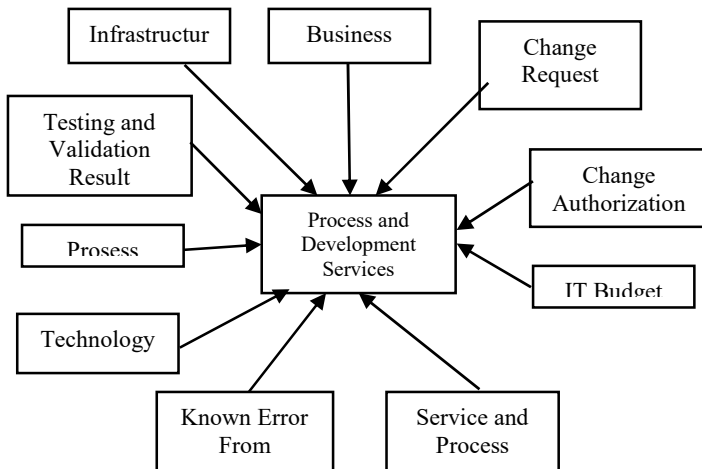 Infrastructur
Business
Change
Request
Testing and
Validation
Result
Change
Authorization
Process and
Development
Services
Prosess
IT Budget
Technology
Known Error
From
Service and
Process